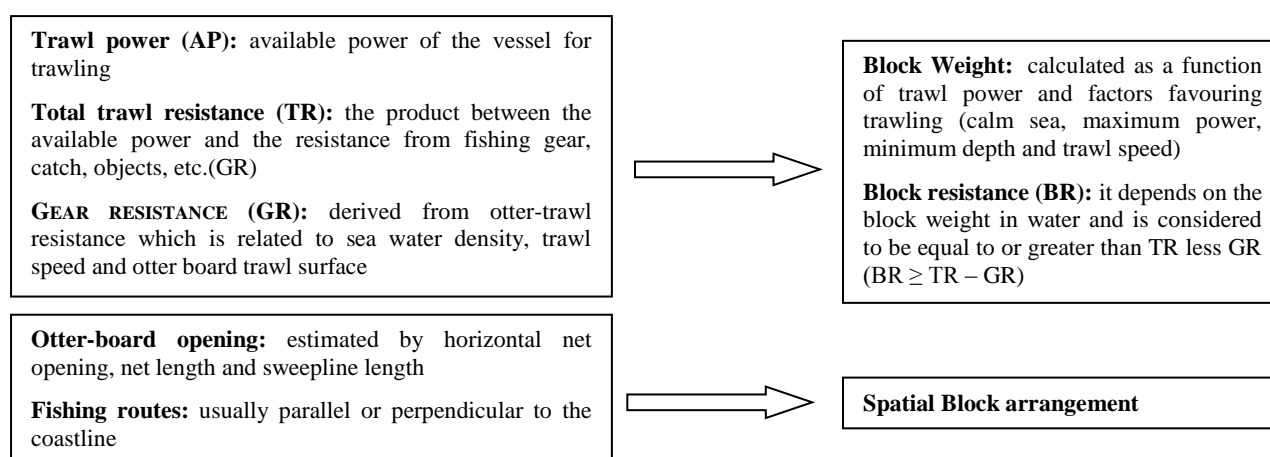 Trawl power (AP): available power of the vessel for
trawling
Total trawl resistance (TR): the product between the
available power and the resistance from fishing gear,
catch, objects, etc.(GR)
GEAR RESISTANCE (GR): derived from otter-trawl
resistance which is related to sea water density, trawl
speed and otter board trawl surface
Block Weight: calculated as a function
of trawl power and factors favouring
trawling (calm sea, maximum power,
minimum depth and trawl speed)
Block resistance (BR): it depends on the
block weight in water and is considered
to be equal to or greater than TR less GR
(BR ≥ TR – GR)
Otter-board opening: estimated by horizontal net
opening, net length and sweepline length
Fishing routes: usually parallel or perpendicular to the
coastline
Spatial Block arrangement